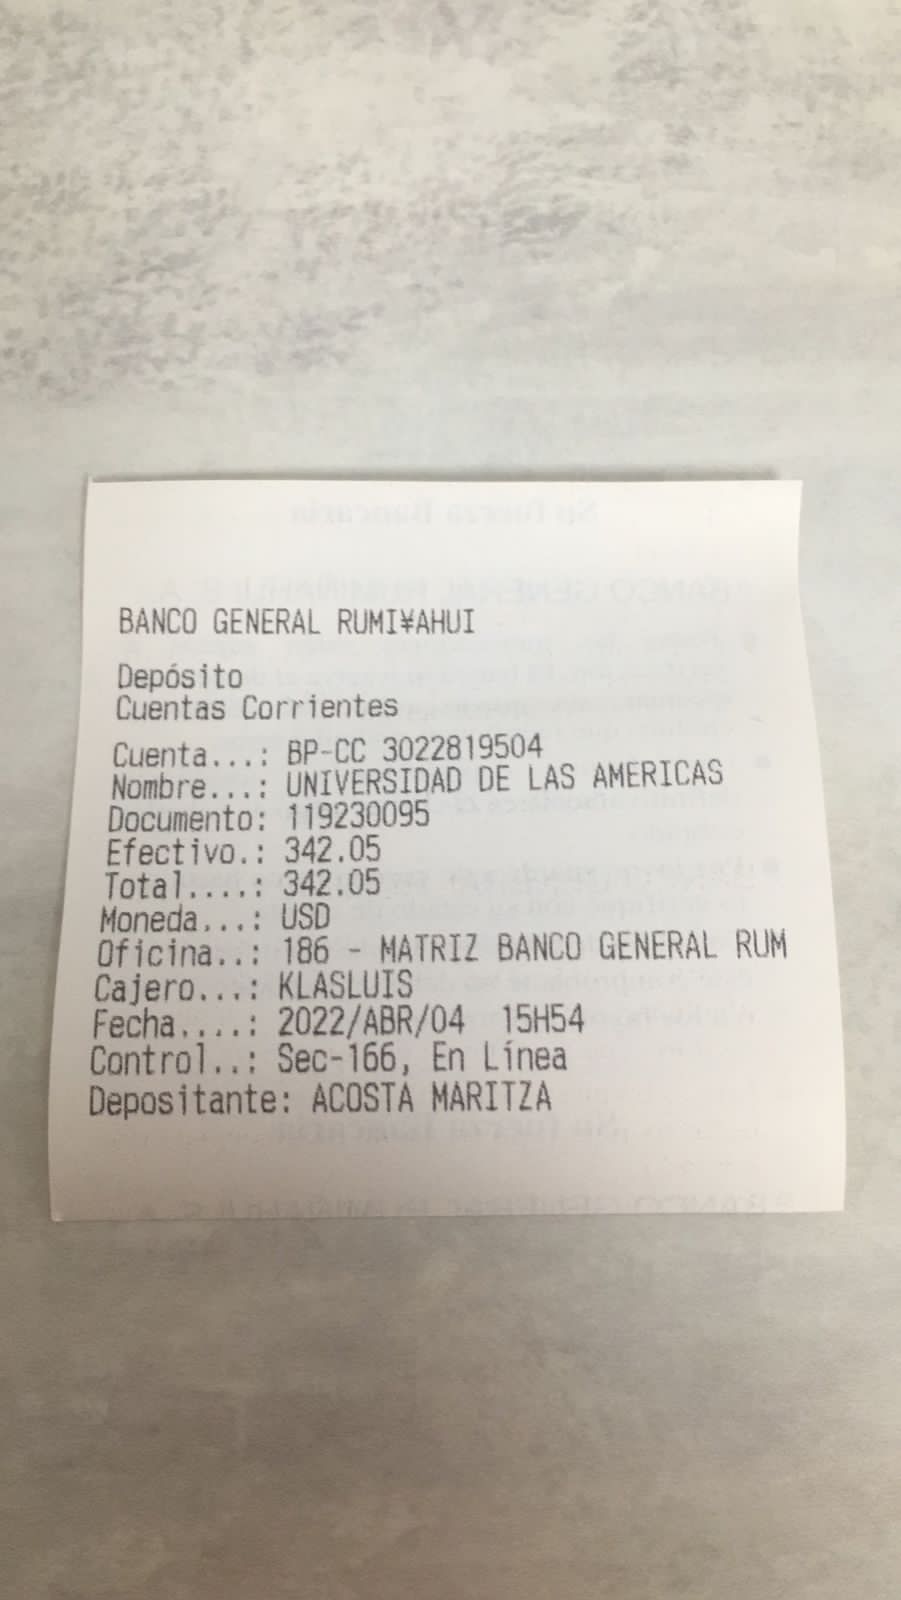 BANCO GENERAL RUMI¥AHUI
Depósito
Cuentas Corrientes
Cuenta...: BP-CC 3022819504
Nombre...: UNIVERSIDAD DE LAS AMERICAS
Documento: 119230095
Efectivo.: 342.05
Total....: 342.05
Moneda...: USD
Oficina..: 186 - MATRIZ BANCO GENERAL RUM
Cajero...: KLASLUIS
Fecha....: 2022/ABR/04 15H54
Control..: Sec-166, En Línea
Depositante: ACOSTA MARITZA